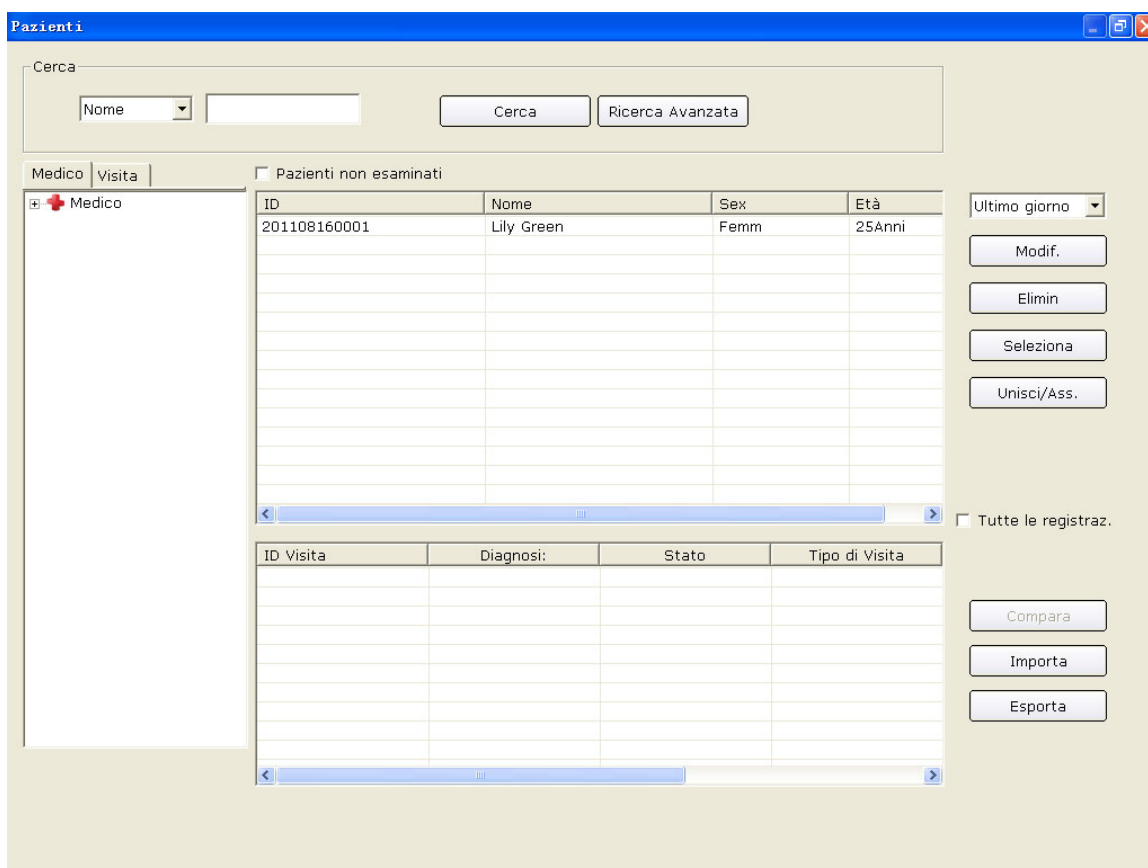 Pazienti
Cerca
Nome Cerca Ricerca Avanzata
Medico Visita Pazienti non esaminati
Medico
ID Nome Sex Età
201108160001 Lily Green Femm 25Anni
Ultimo giorno
Modif.
Elimin
Seleziona
Unisci/Ass.
Tutte le registraz.
ID Visita Diagnosi: Stato Tipo di Visita
Compara
Importa
Esporta